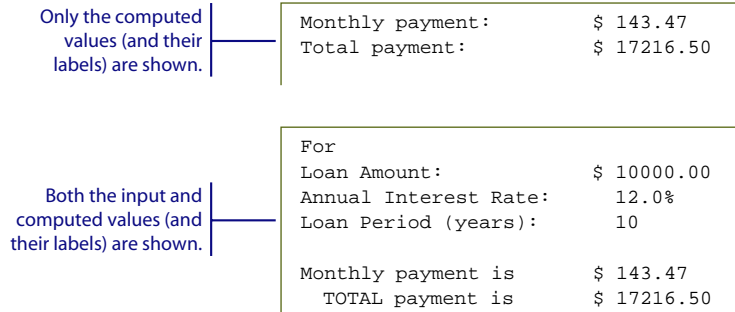 Only the computed
values (and their
labels) are shown.
Monthly payment: $ 143.47
Total payment: $ 17216.50
Both the input and
computed values (and
their labels) are shown.
For
Loan Amount: $ 10000.00
Annual Interest Rate: 12.0%
Loan Period (years): 10
Monthly payment is $ 143.47
TOTAL payment is $ 17216.50